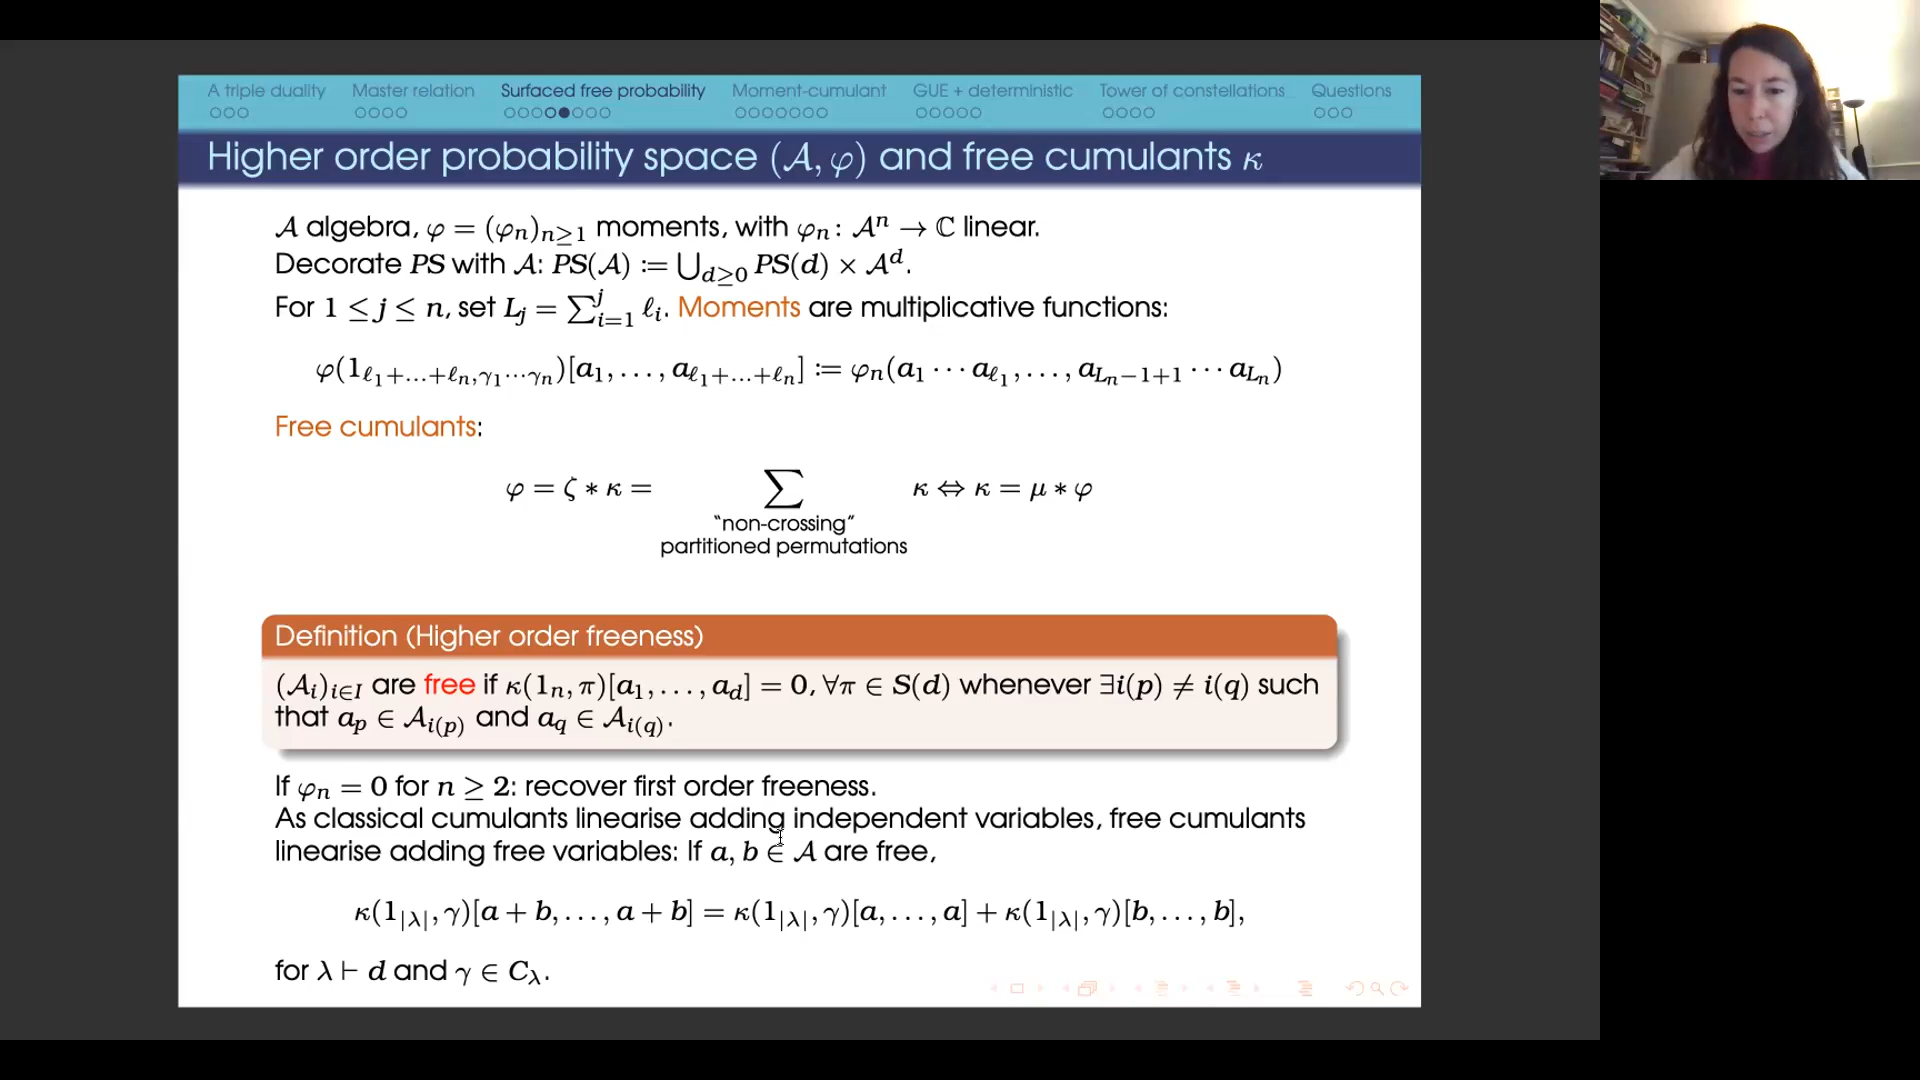 A triple duality Master relation Surfaced free probability Moment-cumulant GUE + deterministic Tower of constellations Questions
Higher order probability space (𝒜, φ) and free cumulants κ
𝒜 algebra, φ = (φₙ)ₙ≥₁ moments, with φₙ : 𝒜ⁿ → ℂ linear.
Decorate PS with 𝒜: PS(𝒜) ≔ ⋃_{d≥0} PS(d) × 𝒜^d.
For 1 ≤ j ≤ n, set L_j = ∑_{i=1}^{j} ℓ_i. Moments are multiplicative functions:
φ(1_{ℓ₁+…+ℓₙ,γ₁⋯γₙ})[a₁, . . . , a_{ℓ₁+…+ℓₙ}] ≔ φₙ(a₁ ⋯ a_{ℓ₁}, . . . , a_{Lₙ−1+1} ⋯ a_{Lₙ})
Free cumulants:
φ = ζ ∗ κ = ∑ κ ⇔ κ = μ ∗ φ
“non-crossing”
partitioned permutations
Definition (Higher order freeness)
(𝒜_i)_{i∈I} are free if κ(1ₙ, π)[a₁, . . . , a_d] = 0, ∀π ∈ S(d) whenever ∃i(p) ≠ i(q) such
that a_p ∈ 𝒜_{i(p)} and a_q ∈ 𝒜_{i(q)}.
If φₙ = 0 for n ≥ 2: recover first order freeness.
As classical cumulants linearise adding independent variables, free cumulants
linearise adding free variables: If a, b ∈ 𝒜 are free,
κ(1_{|λ|}, γ)[a + b, . . . , a + b] = κ(1_{|λ|}, γ)[a, . . . , a] + κ(1_{|λ|}, γ)[b, . . . , b],
for λ ⊢ d and γ ∈ C_λ.